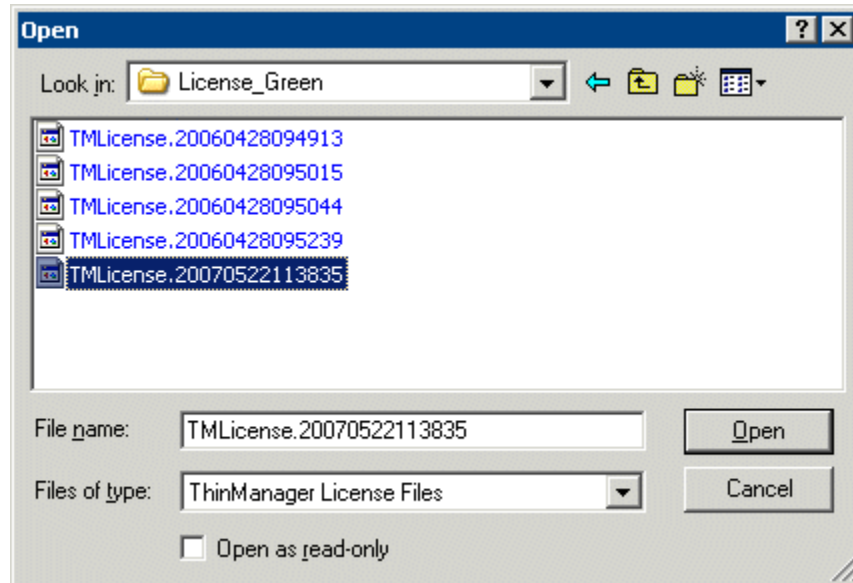 Open
Look in: License_Green
TMLicense.20060428094913
TMLicense.20060428095015
TMLicense.20060428095044
TMLicense.20060428095239
TMLicense.20070522113835
File name: TMLicense.20070522113835 Open
Files of type: ThinManager License Files Cancel
Open as read-only